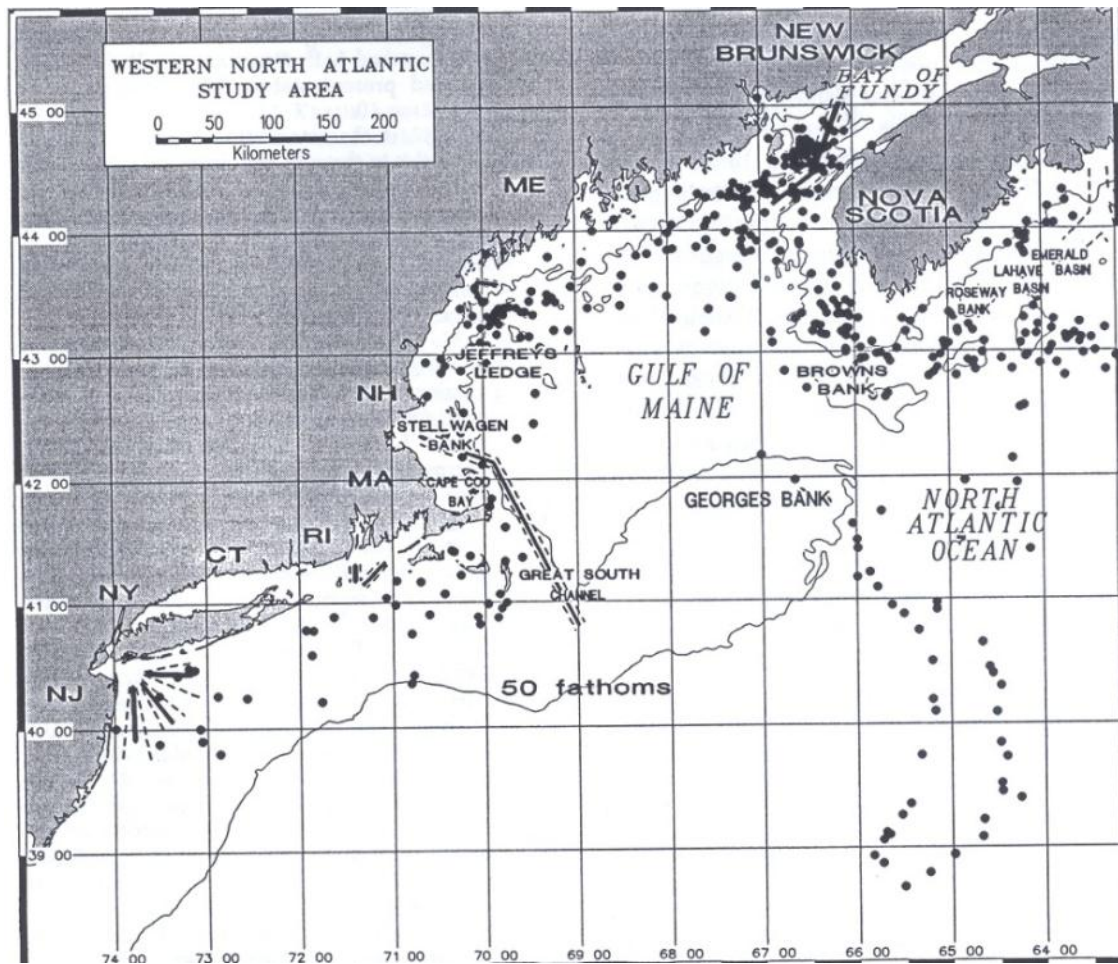 WESTERN NORTH ATLANTIC
STUDY AREA
0 50 100 150 200
Kilometers
NEW
BRUNSWICK
BAY OF
FUNDY
45 00
ME
NOVA
SCOTIA
44 00
EMERALD
LAHAVE BASIN
BASIN
ROSEWAY
BANK
43 00
JEFFREYS
LEDGE
GULF OF
MAINE
BROWNS
BANK
NH
STELLWAGEN
BANK
42 00
MA
CAPE COD
BAY
GEORGES BANK
NORTH
ATLANTIC
OCEAN
RI
CT
GREAT SOUTH
CHANNEL
NY
41 00
NJ
50 fathoms
40 00
39 00
74 00 73 00 72 00 71 00 70 00 69 00 68 00 67 00 66 00 65 00 64 00